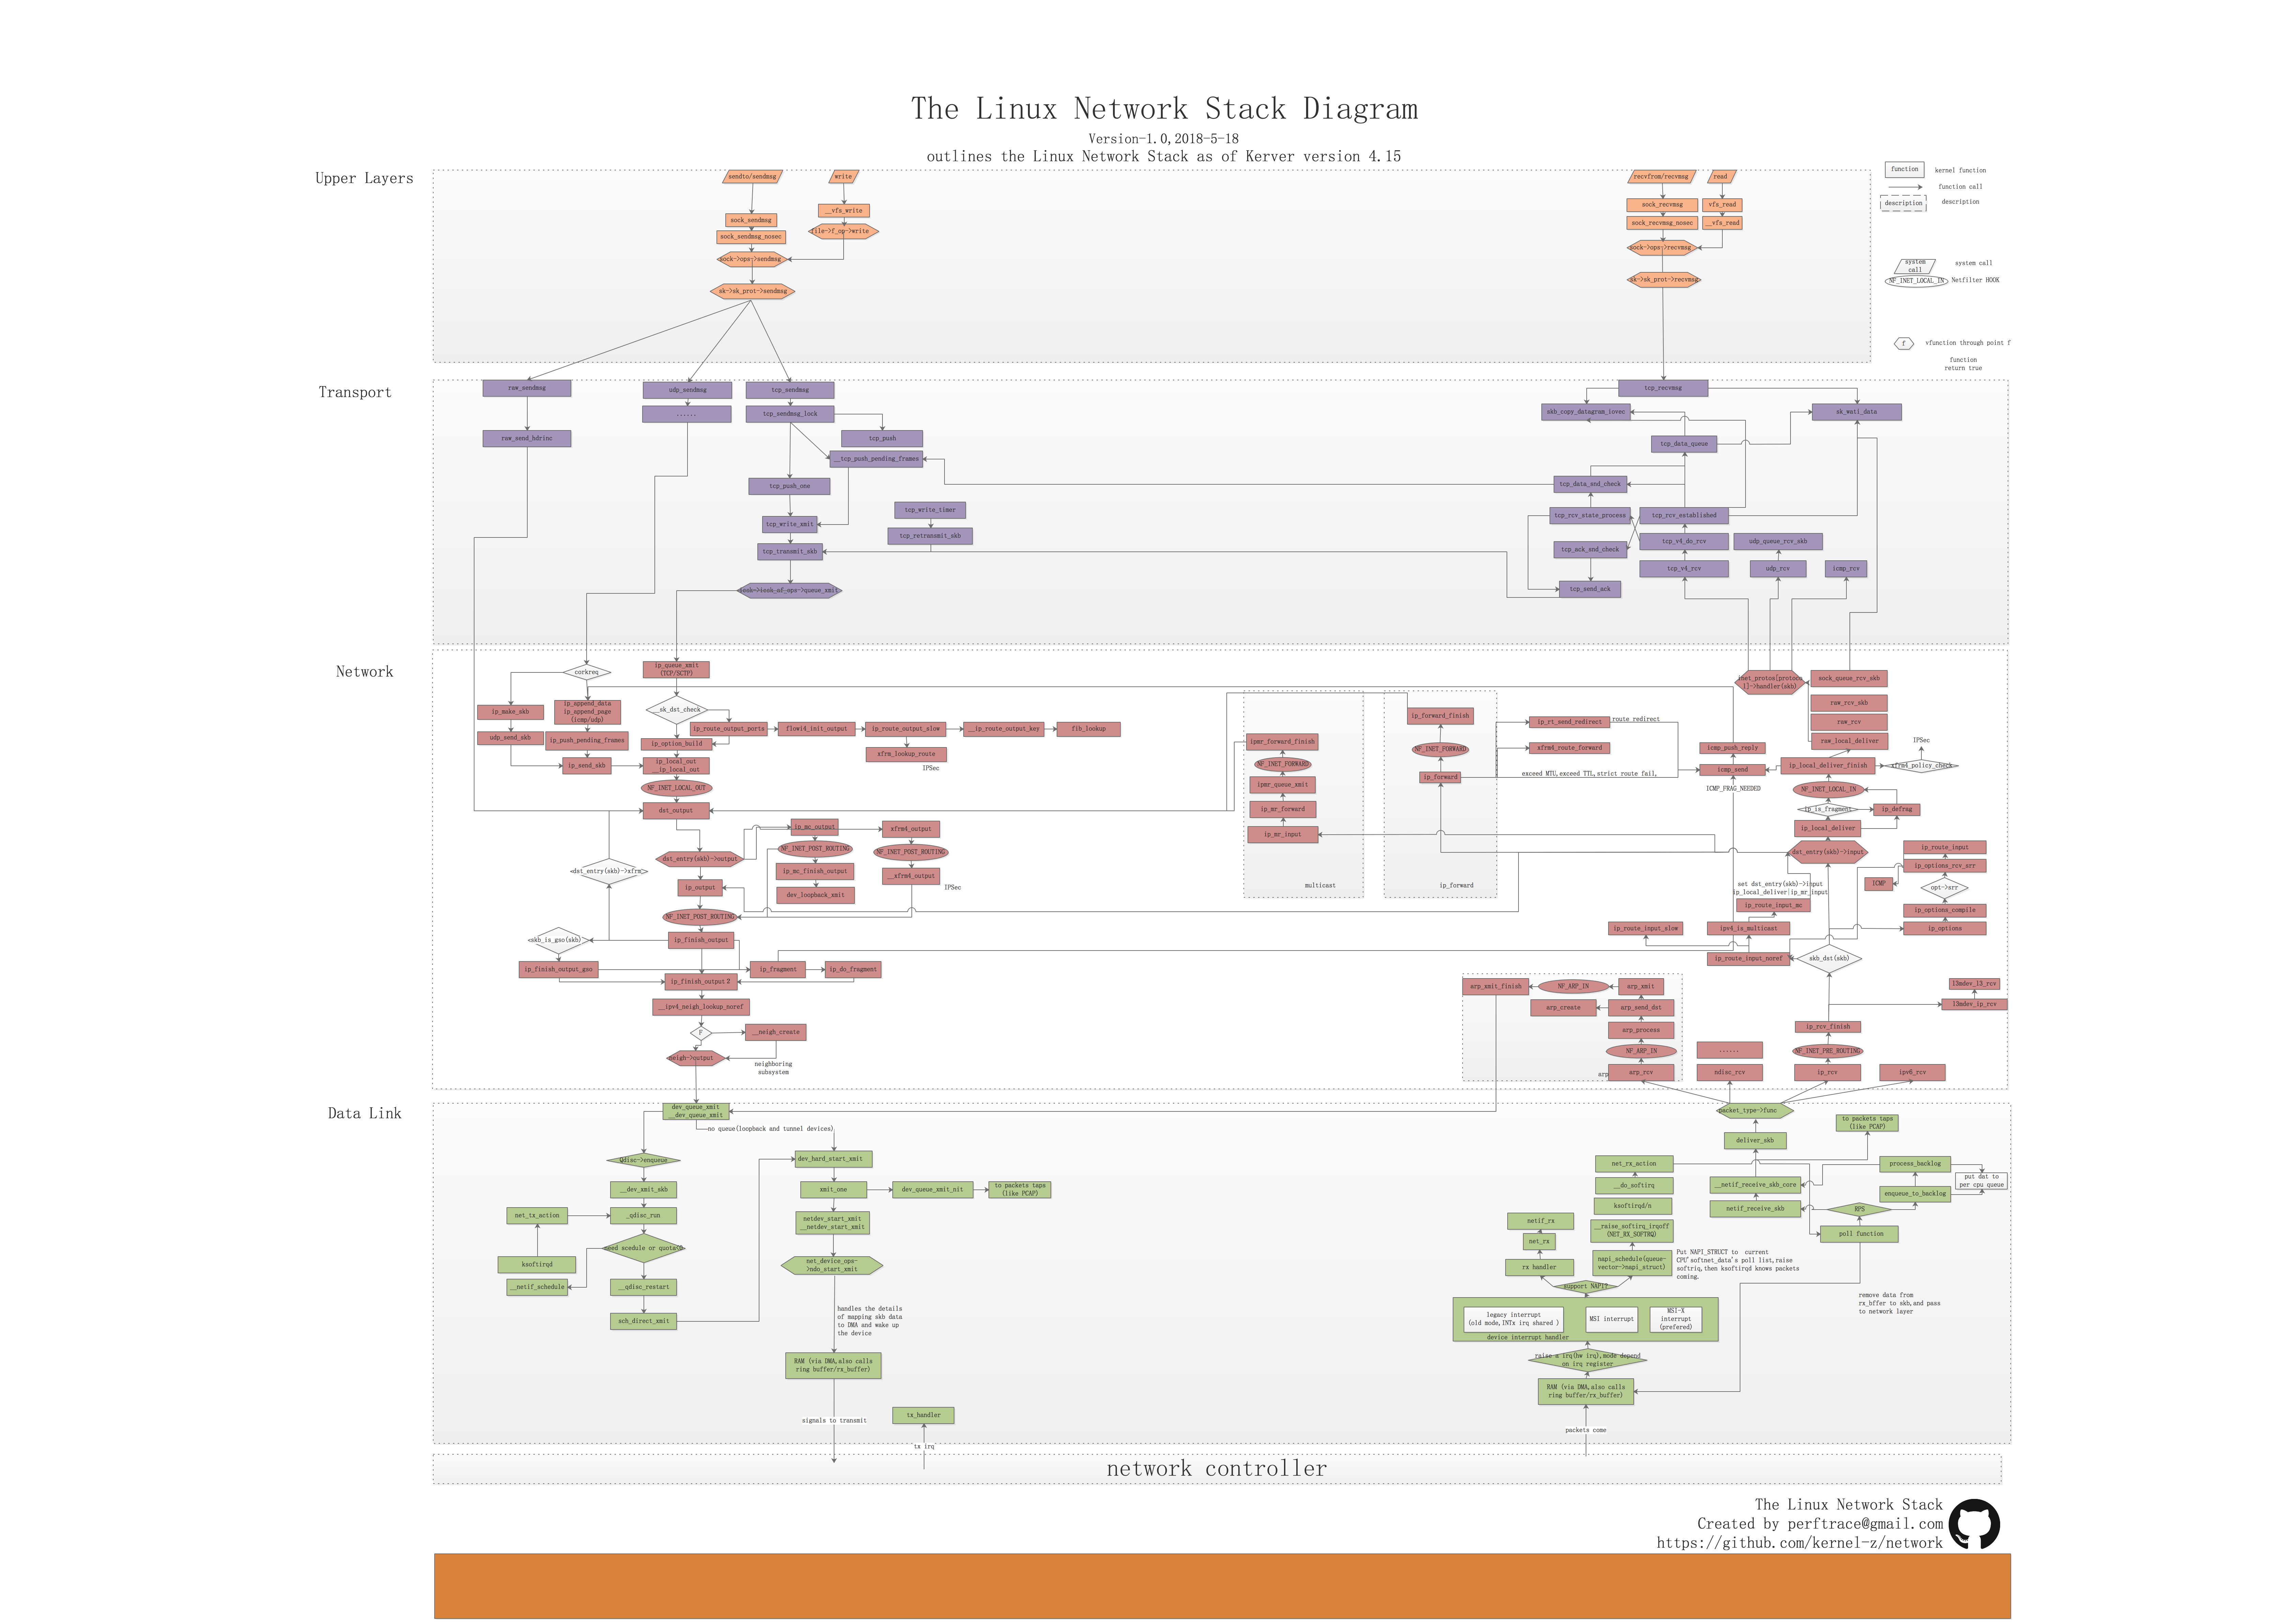 The Linux Network Stack Diagram
Version-1.0,2018-5-18
outlines the Linux Network Stack as of Kerver version 4.15
Upper Layers
sendto/sendmsg
write
sock_sendmsg
__vfs_write
sock_sendmsg_nosec
file->f_op->write
sock->ops->sendmsg
sk->sk_prot->sendmsg
recvfrom/recvmsg
read
sock_recvmsg
vfs_read
sock_recvmsg_nosec
__vfs_read
sock->ops->recvmsg
sk->sk_prot->recvmsg
function
kernel function
function call
description
description
system
call
system call
NF_INET_LOCAL_IN
Netfilter HOOK
f
vfunction through point f
function
return true
Transport
raw_sendmsg
udp_sendmsg
tcp_sendmsg
......
tcp_sendmsg_lock
raw_send_hdrinc
tcp_push
__tcp_push_pending_frames
tcp_push_one
tcp_write_timer
tcp_write_xmit
tcp_retransmit_skb
tcp_transmit_skb
icsk->icsk_af_ops->queue_xmit
tcp_recvmsg
skb_copy_datagram_iovec
sk_wati_data
tcp_data_queue
tcp_data_snd_check
tcp_rcv_state_process
tcp_rcv_established
tcp_ack_snd_check
tcp_v4_do_rcv
udp_queue_rcv_skb
tcp_v4_rcv
udp_rcv
icmp_rcv
tcp_send_ack
Network
corkreq
ip_queue_xmit
(TCP/SCTP)
ip_make_skb
ip_append_data
ip_append_page
(icmp/udp)
__sk_dst_check
udp_send_skb
ip_push_pending_frames
ip_route_output_ports
flowi4_init_output
ip_route_output_slow
__ip_route_output_key
fib_lookup
ip_option_build
xfrm_lookup_route
IPSec
ip_send_skb
ip_local_out
__ip_local_out
NF_INET_LOCAL_OUT
dst_output
ip_mc_output
xfrm4_output
NF_INET_POST_ROUTING
NF_INET_POST_ROUTING
dst_entry(skb)->output
dst_entry(skb)->xfrm
ip_mc_finish_output
__xfrm4_output
ip_output
dev_loopback_xmit
IPSec
NF_INET_POST_ROUTING
skb_is_gso(skb)
ip_finish_output
ip_finish_output_gso
ip_fragment
ip_do_fragment
ip_finish_output2
__ipv4_neigh_lookup_noref
F
__neigh_create
neigh->output
neighboring
subsystem
ipmr_forward_finish
NF_INET_FORWARD
ipmr_queue_xmit
ip_mr_forward
ip_mr_input
multicast
ip_forward_finish
NF_INET_FORWARD
ip_forward
ip_forward
ip_rt_send_redirect
route redirect
xfrm4_route_forward
exceed MTU,exceed TTL,strict route fail,
icmp_push_reply
icmp_send
ICMP_FRAG_NEEDED
inet_protos[protoco
l]->handler(skb)
sock_queue_rcv_skb
raw_rcv_skb
raw_rcv
raw_local_deliver
IPSec
ip_local_deliver_finish
xfrm4_policy_check
NF_INET_LOCAL_IN
ip_is_fragment
ip_defrag
ip_local_deliver
dst_entry(skb)->input
ip_route_input
ip_options_rcv_srr
ICMP
opt->srr
set dst_entry(skb)->input
ip_local_deliver|ip_mr_input
ip_route_input_mc
ip_options_compile
ip_route_input_slow
ipv4_is_multicast
ip_options
ip_route_input_noref
skb_dst(skb)
arp_xmit_finish
NF_ARP_IN
arp_xmit
arp_create
arp_send_dst
arp_process
NF_ARP_IN
arp
arp_rcv
......
ndisc_rcv
l3mdev_l3_rcv
l3mdev_ip_rcv
ip_rcv_finish
NF_INET_PRE_ROUTING
ip_rcv
ipv6_rcv
Data Link
dev_queue_xmit
__dev_queue_xmit
no queue(loopback and tunnel devices)
Qdisc->enqueue
dev_hard_start_xmit
__dev_xmit_skb
xmit_one
dev_queue_xmit_nit
to packets taps
(like PCAP)
net_tx_action
_qdisc_run
netdev_start_xmit
__netdev_start_xmit
need scedule or quota<0
ksoftirqd
net_device_ops-
>ndo_start_xmit
__netif_schedule
__qdisc_restart
sch_direct_xmit
handles the details
of mapping skb data
to DMA and wake up
the device
RAM (via DMA,also calls
ring buffer/rx_buffer)
signals to transmit
tx_handler
tx irq
packet_type->func
to packets taps
(like PCAP)
deliver_skb
net_rx_action
process_backlog
__do_softirq
__netif_receive_skb_core
put dat to
per cpu queue
enqueue_to_backlog
ksoftirqd/n
netif_receive_skb
RPS
netif_rx
__raise_softirq_irqoff
(NET_RX_SOFTRQ)
poll function
net_rx
rx handler
napi_schedule(queue-
vector->napi_struct)
Put NAPI_STRUCT to current
CPU'softnet_data's poll list,raise
softriq,then ksoftirqd knows packets
coming.
support NAPI?
legacy interrupt
(old mode,INTx irq shared )
MSI interrupt
MSI-X
interrupt
(prefered)
device interrupt handler
remove data from
rx_bffer to skb,and pass
to network layer
raise a irq(hw irq),mode depend
on irq register
RAM (via DMA,also calls
ring buffer/rx_buffer)
packets come
network controller
The Linux Network Stack
Created by perftrace@gmail.com
https://github.com/kernel-z/network